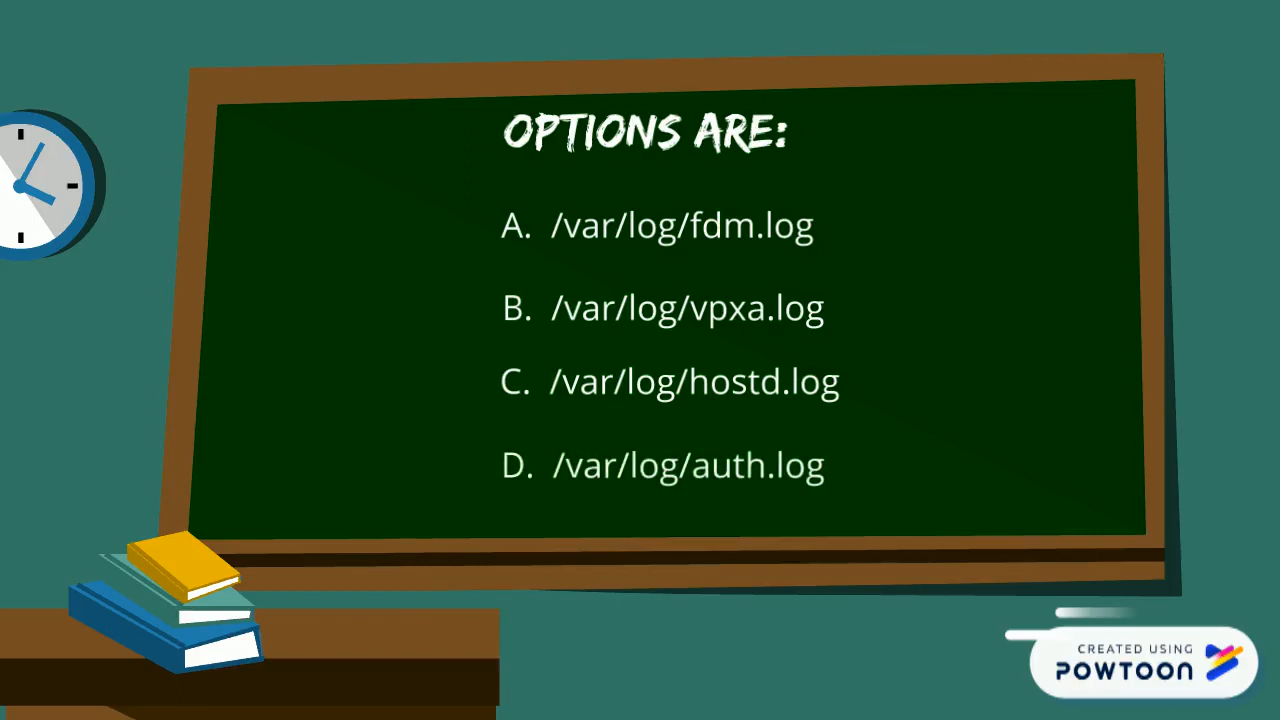 OPTIONS ARE:
A. /var/log/fdm.log
B. /var/log/vpxa.log
C. /var/log/hostd.log
D. /var/log/auth.log
CREATED USING
POWTOON